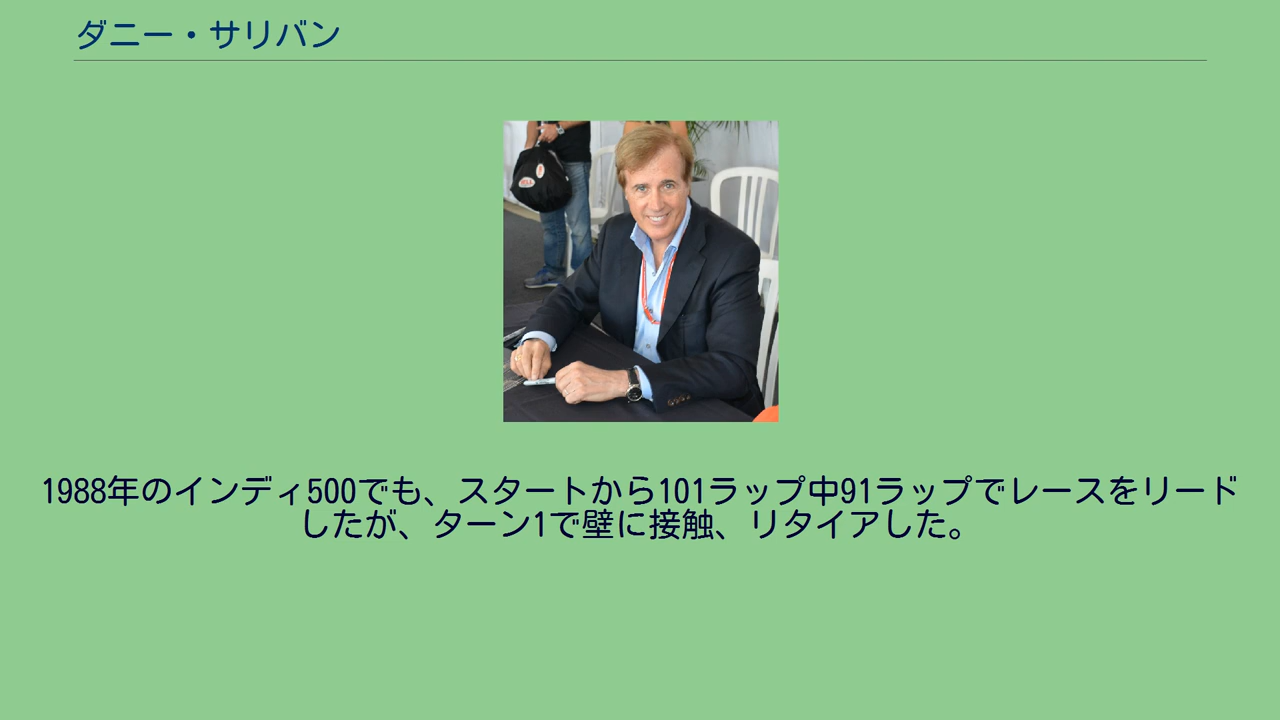 ダニー・サリバン
1988年のインディ500でも、スタートから101ラップ中91ラップでレースをリード
したが、ターン1で壁に接触、リタイアした。